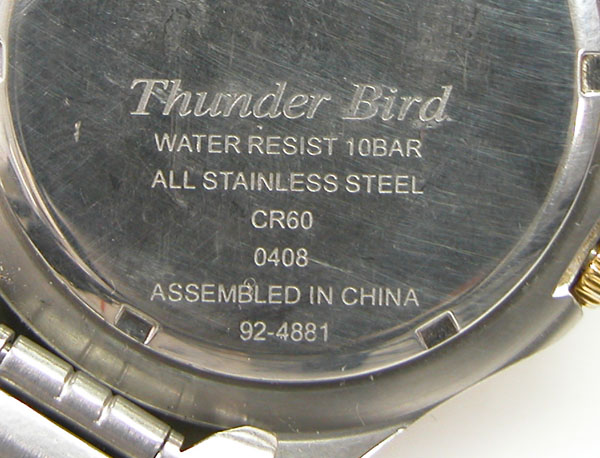 Thunder Bird
WATER RESIST 10BAR
ALL STAINLESS STEEL
CR60
0408
ASSEMBLED IN CHINA
92-4881